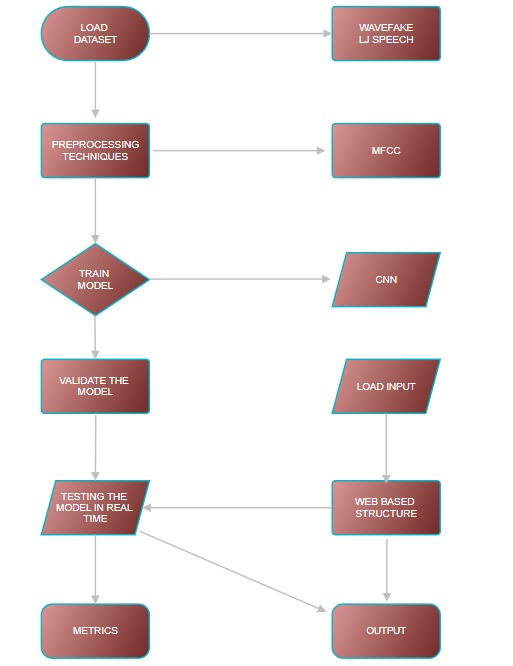 LOAD
DATASET
WAVEFAKE
LJ SPEECH
PREPROCESSING
TECHNIQUES
MFCC
TRAIN
MODEL
CNN
VALIDATE THE
MODEL
LOAD INPUT
TESTING THE
MODEL IN REAL
TIME
WEB BASED
STRUCTURE
METRICS
OUTPUT